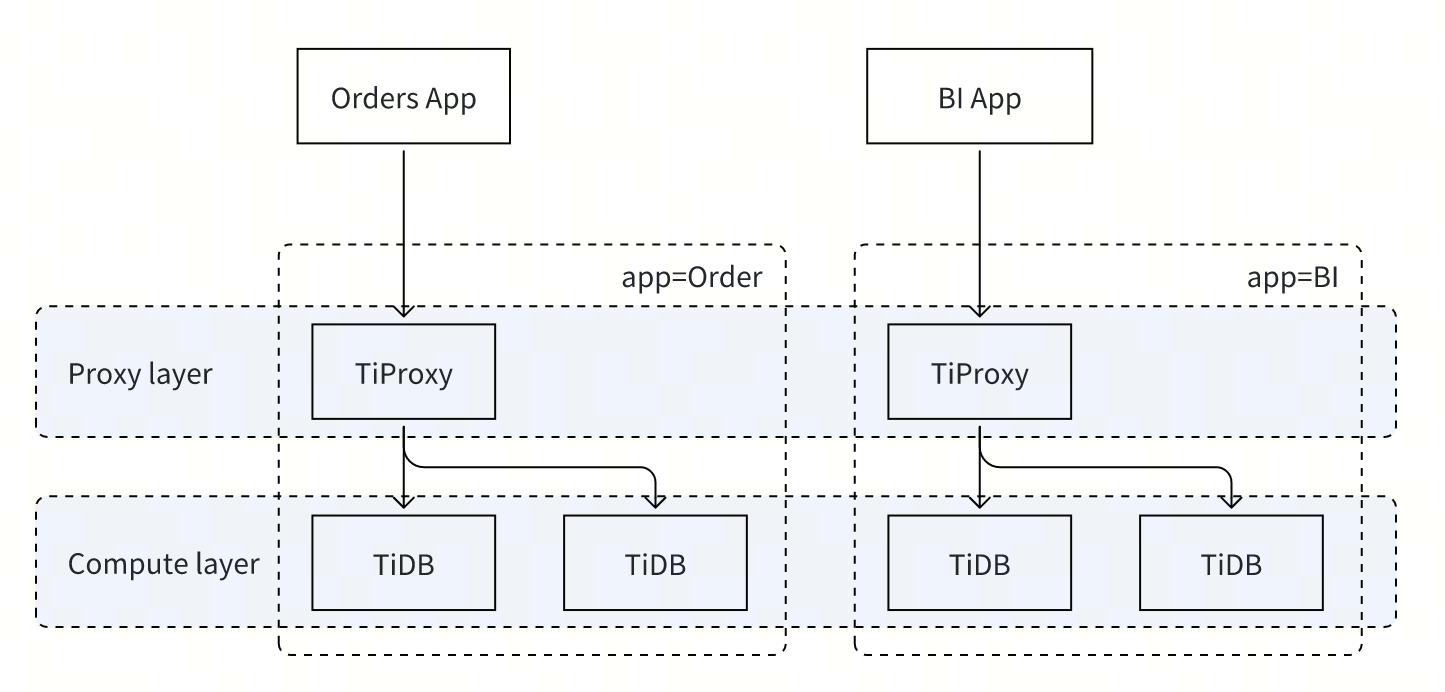 Orders App
BI App
app=Order
app=BI
Proxy layer
TiProxy
TiProxy
Compute layer
TiDB
TiDB
TiDB
TiDB